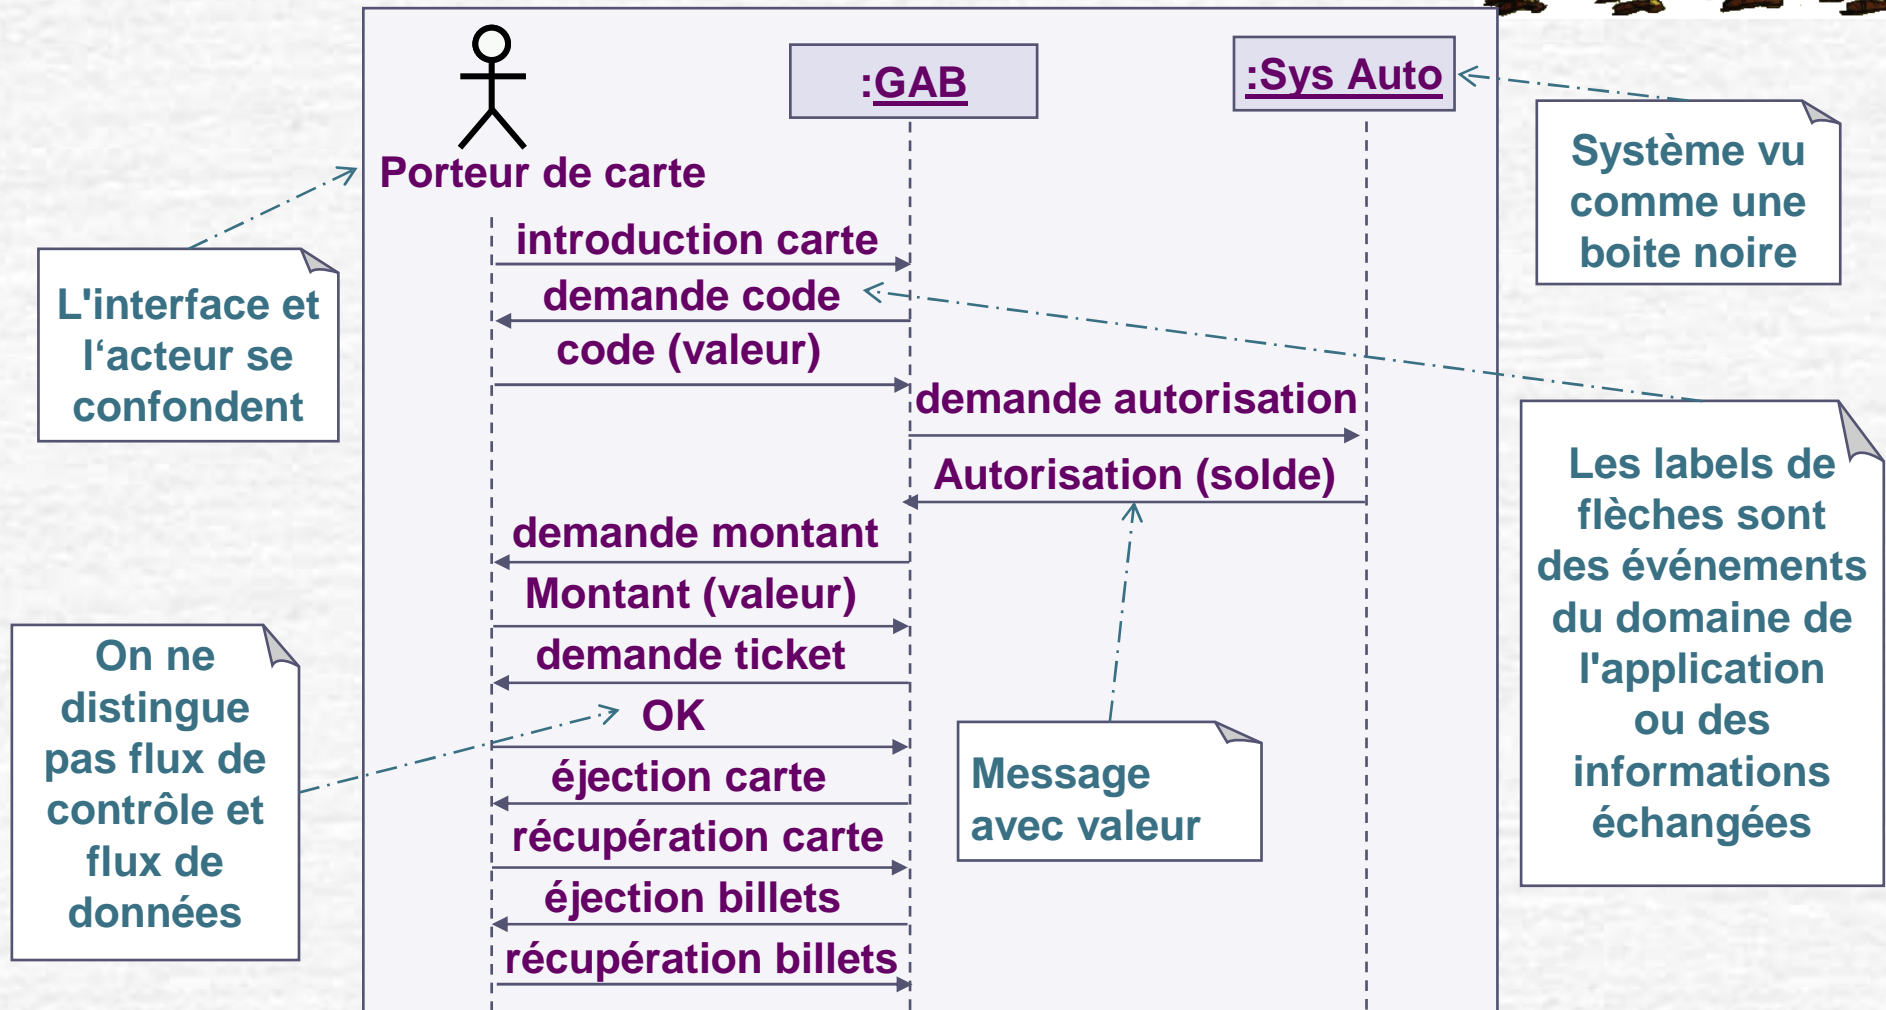 :GAB
:Sys Auto
Porteur de carte
introduction carte
demande code
code (valeur)
demande autorisation
Autorisation (solde)
demande montant
Montant (valeur)
demande ticket
OK
éjection carte
récupération carte
éjection billets
récupération billets
L'interface et
l‘acteur se
confondent
On ne
distingue
pas flux de
contrôle et
flux de
données
Message
avec valeur
Système vu
comme une
boite noire
Les labels de
flèches sont
des événements
du domaine de
l'application
ou des
informations
échangées